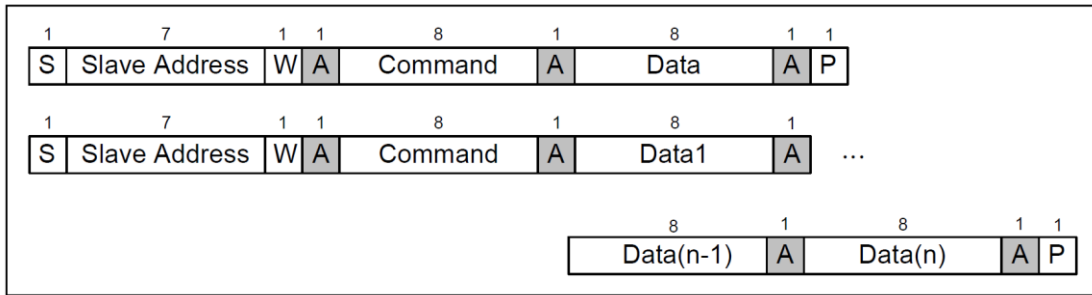 1 7 1 1 8 1 8 1 1
S Slave Address W A Command A Data A P
1 7 1 1 8 1 8 1
S Slave Address W A Command A Data1 A ...
8 1 8 1 1
Data(n-1) A Data(n) A P